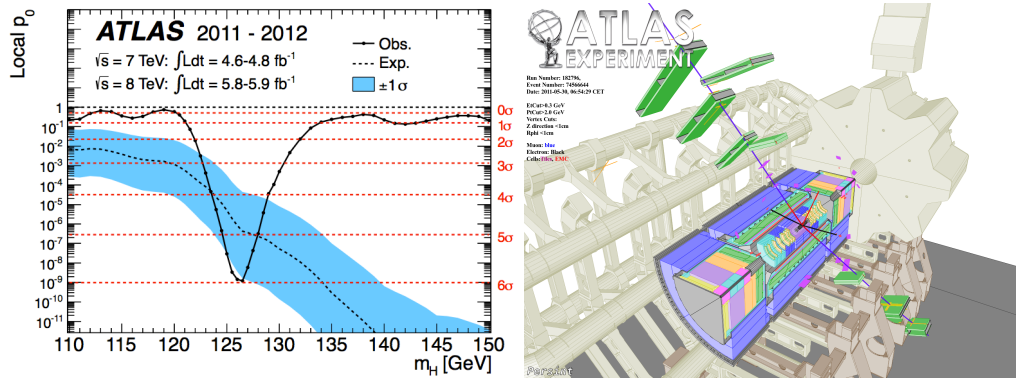 ATLAS 2011 - 2012
√s = 7 TeV: ∫Ldt = 4.6-4.8 fb⁻¹
√s = 8 TeV: ∫Ldt = 5.8-5.9 fb⁻¹
Obs.
Exp.
±1 σ
Local p₀
1
10⁻¹
10⁻²
10⁻³
10⁻⁴
10⁻⁵
10⁻⁶
10⁻⁷
10⁻⁸
10⁻⁹
10⁻¹⁰
10⁻¹¹
0σ
1σ
2σ
3σ
4σ
5σ
6σ
110 115 120 125 130 135 140 145 150
m_H [GeV]
ATLAS
EXPERIMENT
Run Number: 182796,
Event Number: 74566644
Date: 2011-05-30, 06:54:29 CET
EtCut>0.3 GeV
PtCut>2.0 GeV
Vertex Cuts:
Z direction <1cm
Rphi <1cm
Muon: blue
Electron: Black
Cells: Tiles, EMC
Persint